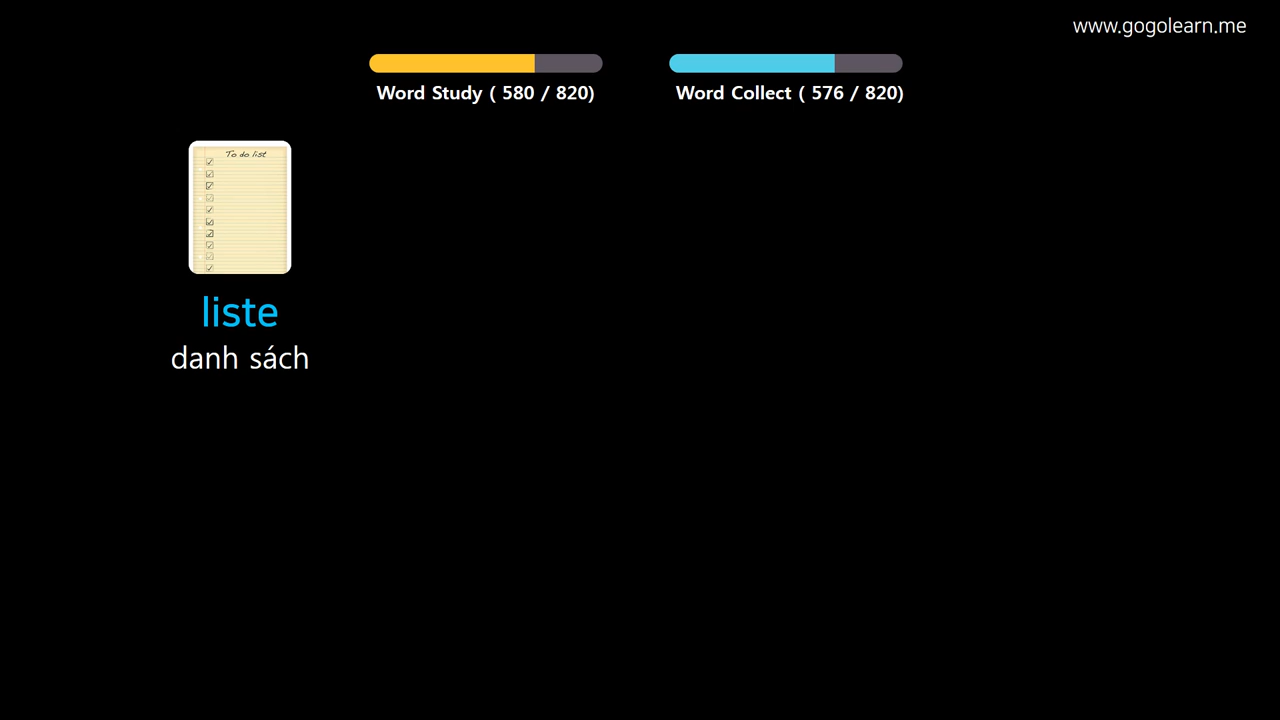 www.gogolearn.me
Word Study ( 580 / 820)
Word Collect ( 576 / 820)
To do list
liste
danh sách